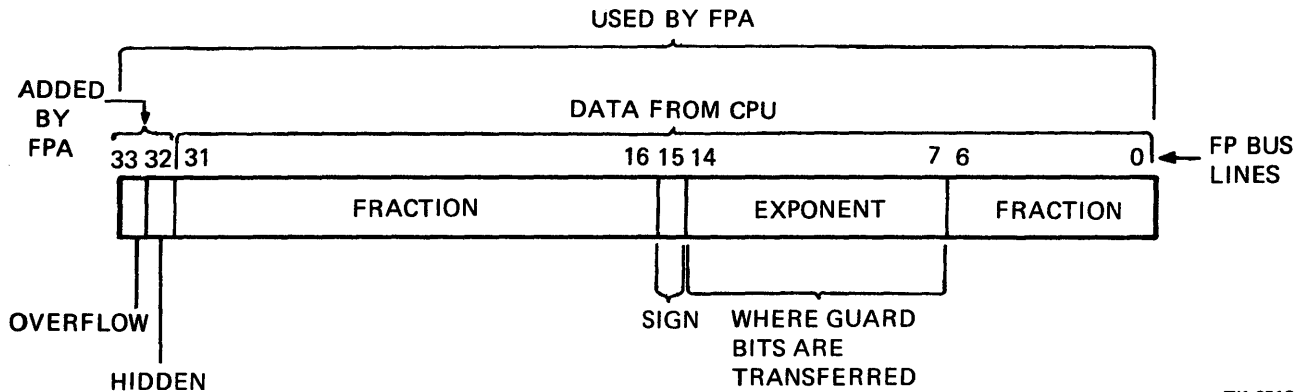 USED BY FPA
ADDED
BY
FPA
DATA FROM CPU
33 32 31 16 15 14 7 6 0
FP BUS
LINES
FRACTION EXPONENT FRACTION
OVERFLOW
HIDDEN
SIGN
WHERE GUARD
BITS ARE
TRANSFERRED